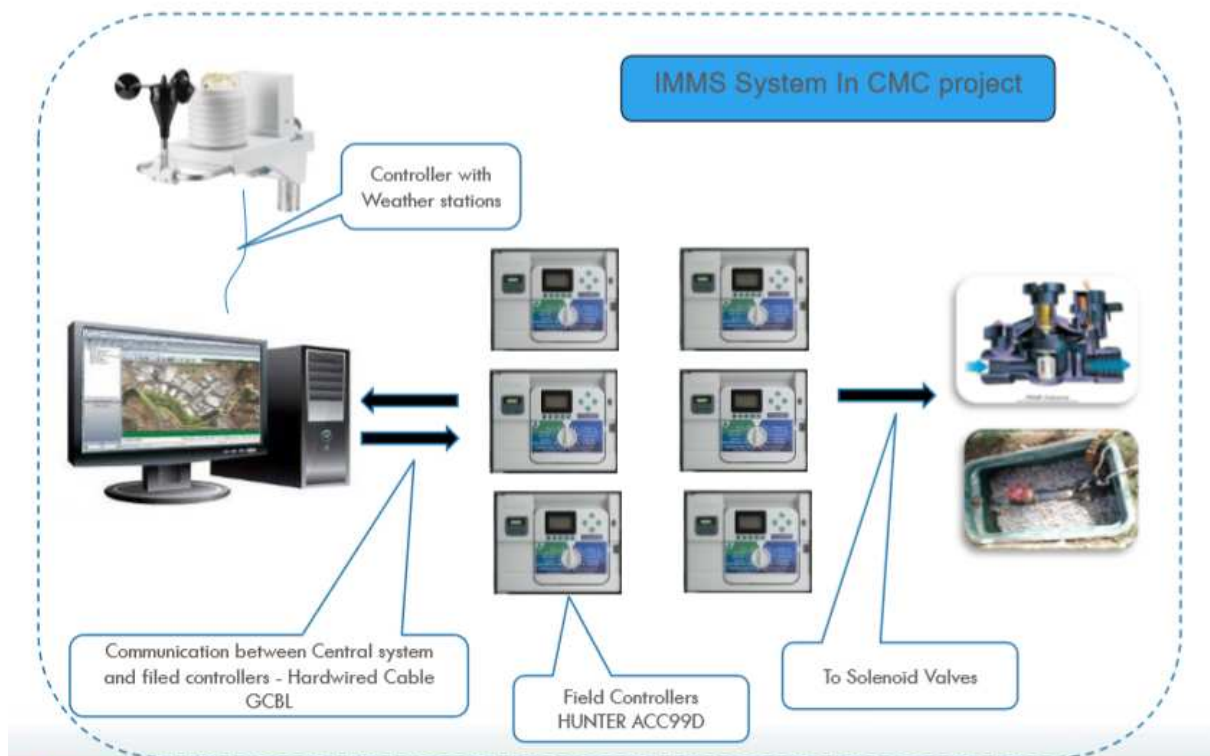 IMMS System In CMC project
Controller with
Weather stations
Communication between Central system
and filed controllers - Hardwired Cable
GCBL
Field Controllers
HUNTER ACC99D
To Solenoid Valves